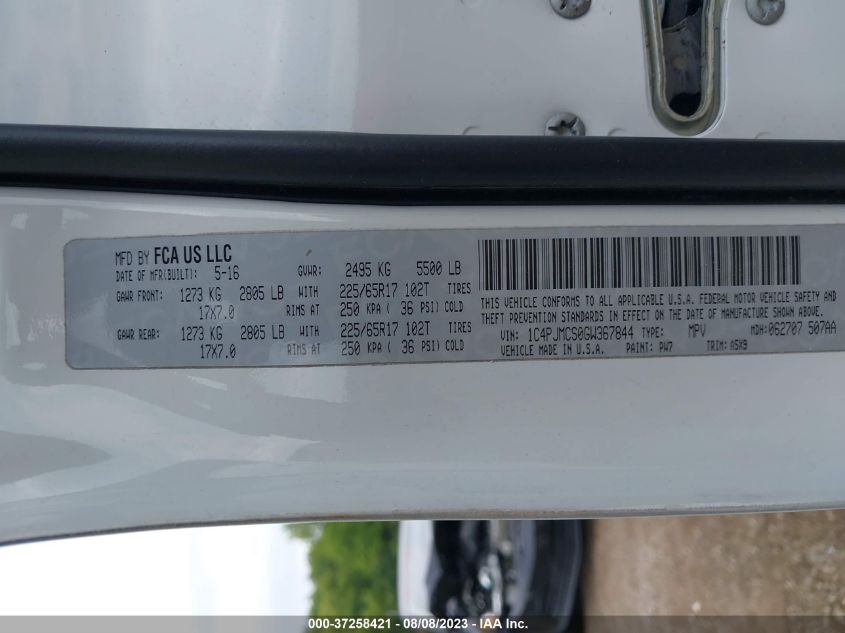 MFD BY FCA US LLC
DATE OF MFR(BUILT): 5-16 GVWR: 2495 KG 5500 LB
GAWR FRONT: 1273 KG 2805 LB WITH 225/65R17 102T TIRES
17X7.0 RIMS AT 250 KPA ( 36 PSI) COLD
GAWR REAR: 1273 KG 2805 LB WITH 225/65R17 102T TIRES
17X7.0 RIMS AT 250 KPA ( 36 PSI) COLD
THIS VEHICLE CONFORMS TO ALL APPLICABLE U.S.A. FEDERAL MOTOR VEHICLE SAFETY AND
THEFT PREVENTION STANDARDS IN EFFECT ON THE DATE OF MANUFACTURE SHOWN ABOVE.
VIN: 1C4PJMCS0GW367844 TYPE: MPV MDH: 062707 507AA
VEHICLE MADE IN U.S.A. PAINT: PW7 TRIM: A5X9
000-37258421 - 08/08/2023 - IAA Inc.